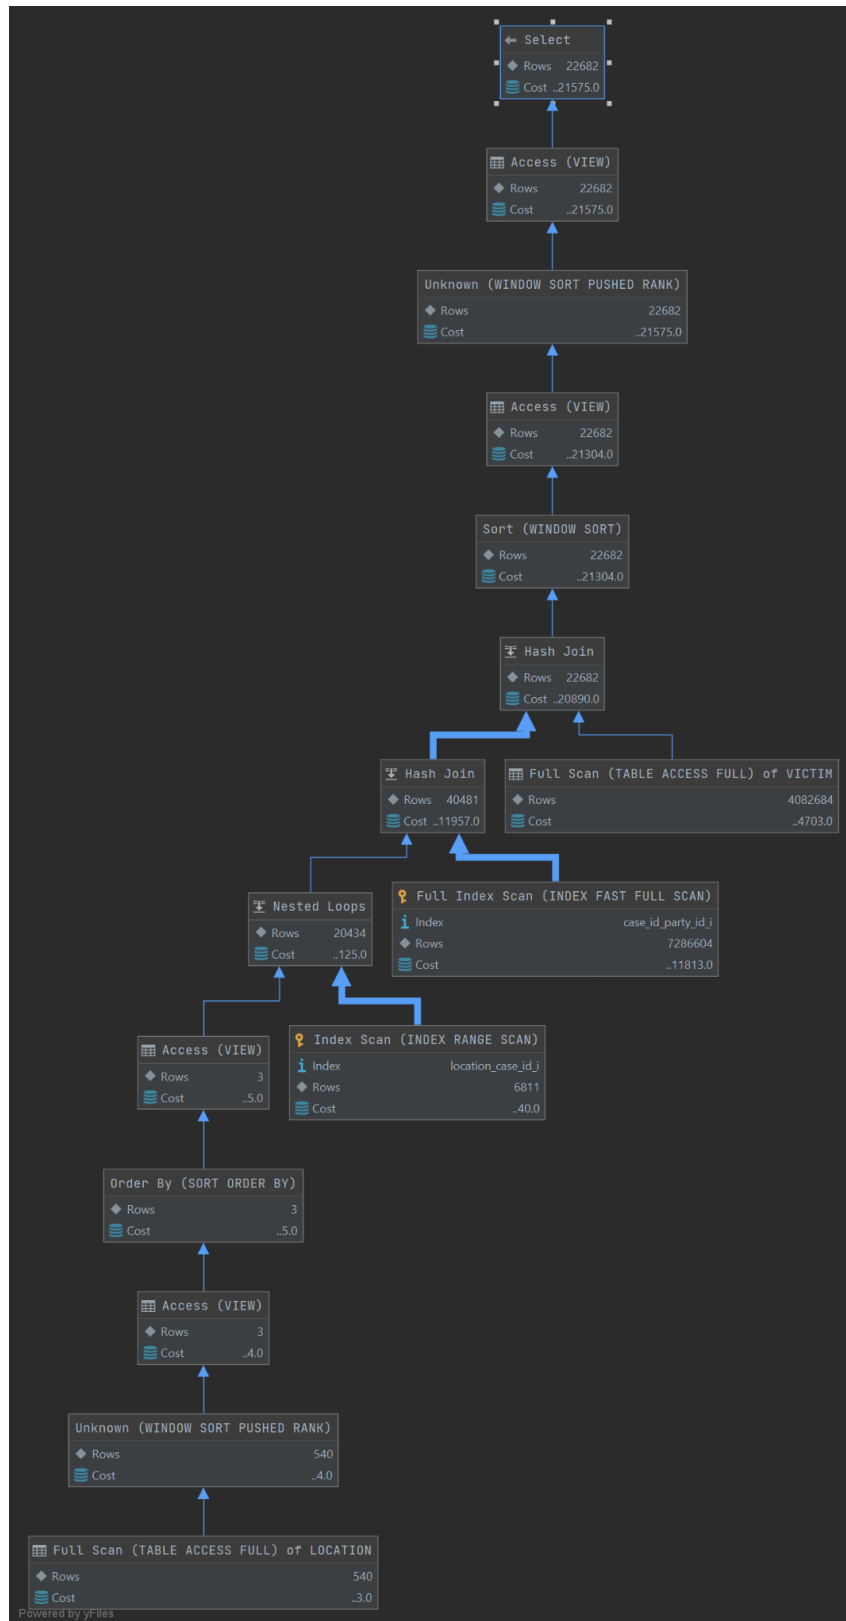 ← Select
Rows 22682
Cost ..21575.0
Access (VIEW)
Rows 22682
Cost ..21575.0
Unknown (WINDOW SORT PUSHED RANK)
Rows 22682
Cost ..21575.0
Access (VIEW)
Rows 22682
Cost ..21304.0
Sort (WINDOW SORT)
Rows 22682
Cost ..21304.0
Hash Join
Rows 22682
Cost ..20890.0
Hash Join
Rows 40481
Cost ..11957.0
Full Scan (TABLE ACCESS FULL) of VICTIM
Rows 4082684
Cost ..4703.0
Nested Loops
Rows 20434
Cost ..125.0
Full Index Scan (INDEX FAST FULL SCAN)
Index case_id_party_id_i
Rows 7286604
Cost ..11813.0
Access (VIEW)
Rows 3
Cost ..5.0
Index Scan (INDEX RANGE SCAN)
Index location_case_id_i
Rows 6811
Cost ..40.0
Order By (SORT ORDER BY)
Rows 3
Cost ..5.0
Access (VIEW)
Rows 3
Cost ..4.0
Unknown (WINDOW SORT PUSHED RANK)
Rows 540
Cost ..4.0
Full Scan (TABLE ACCESS FULL) of LOCATION
Rows 540
Cost ..3.0
Powered by yFiles